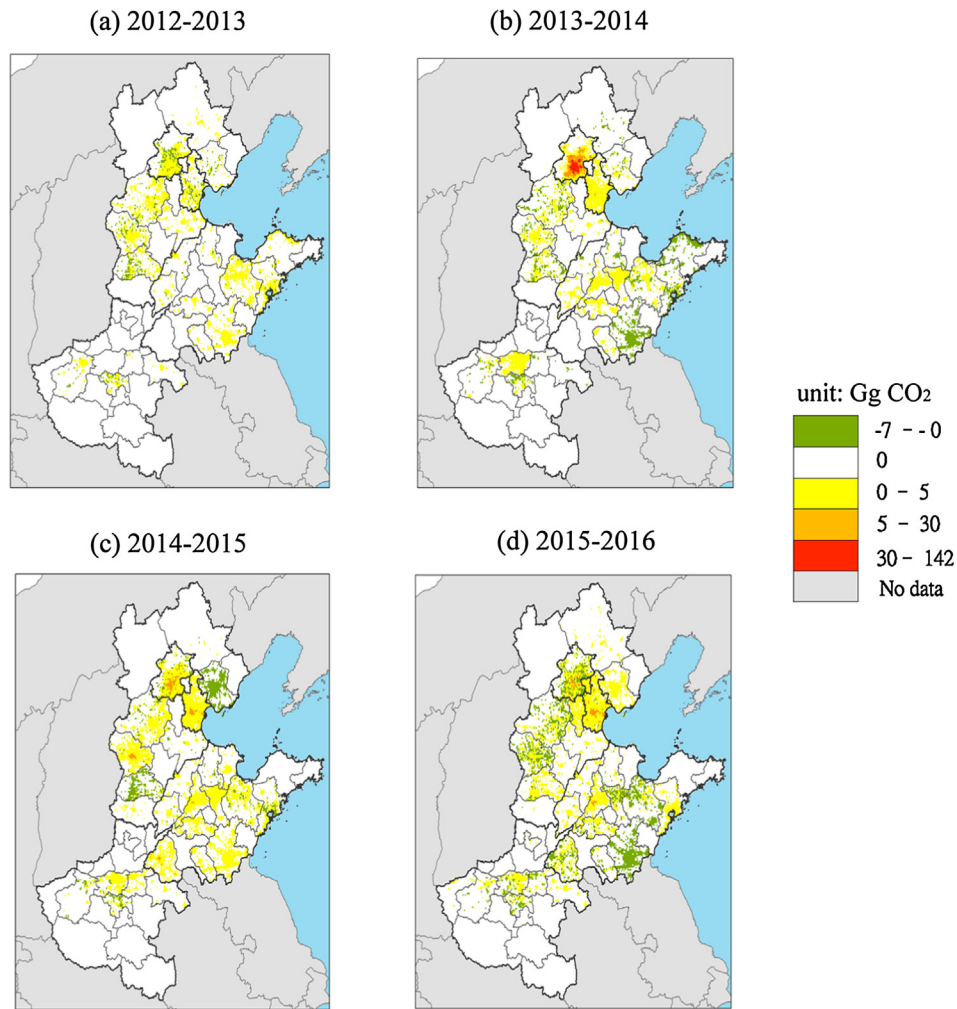 (a) 2012-2013
(b) 2013-2014
unit: Gg CO₂
-7 - - 0
0
0 - 5
5 - 30
30 - 142
No data
(c) 2014-2015
(d) 2015-2016